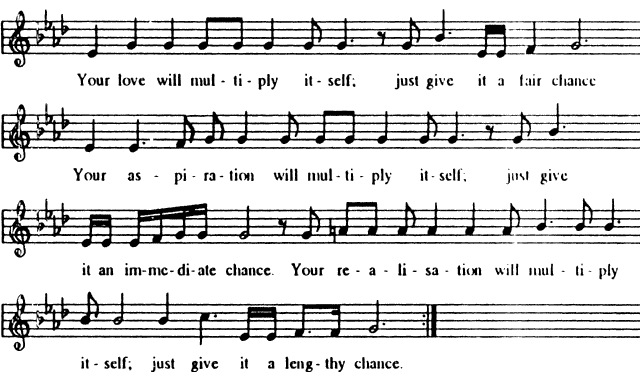 Your love will mul - ti - ply it - self; just give it a fair chance
Your as - pi - ra - tion will mul - ti - ply it - self; just give
it an im - me - di - ate chance. Your re - a - li - sa - tion will mul - ti - ply
it - self; just give it a leng - thy chance.